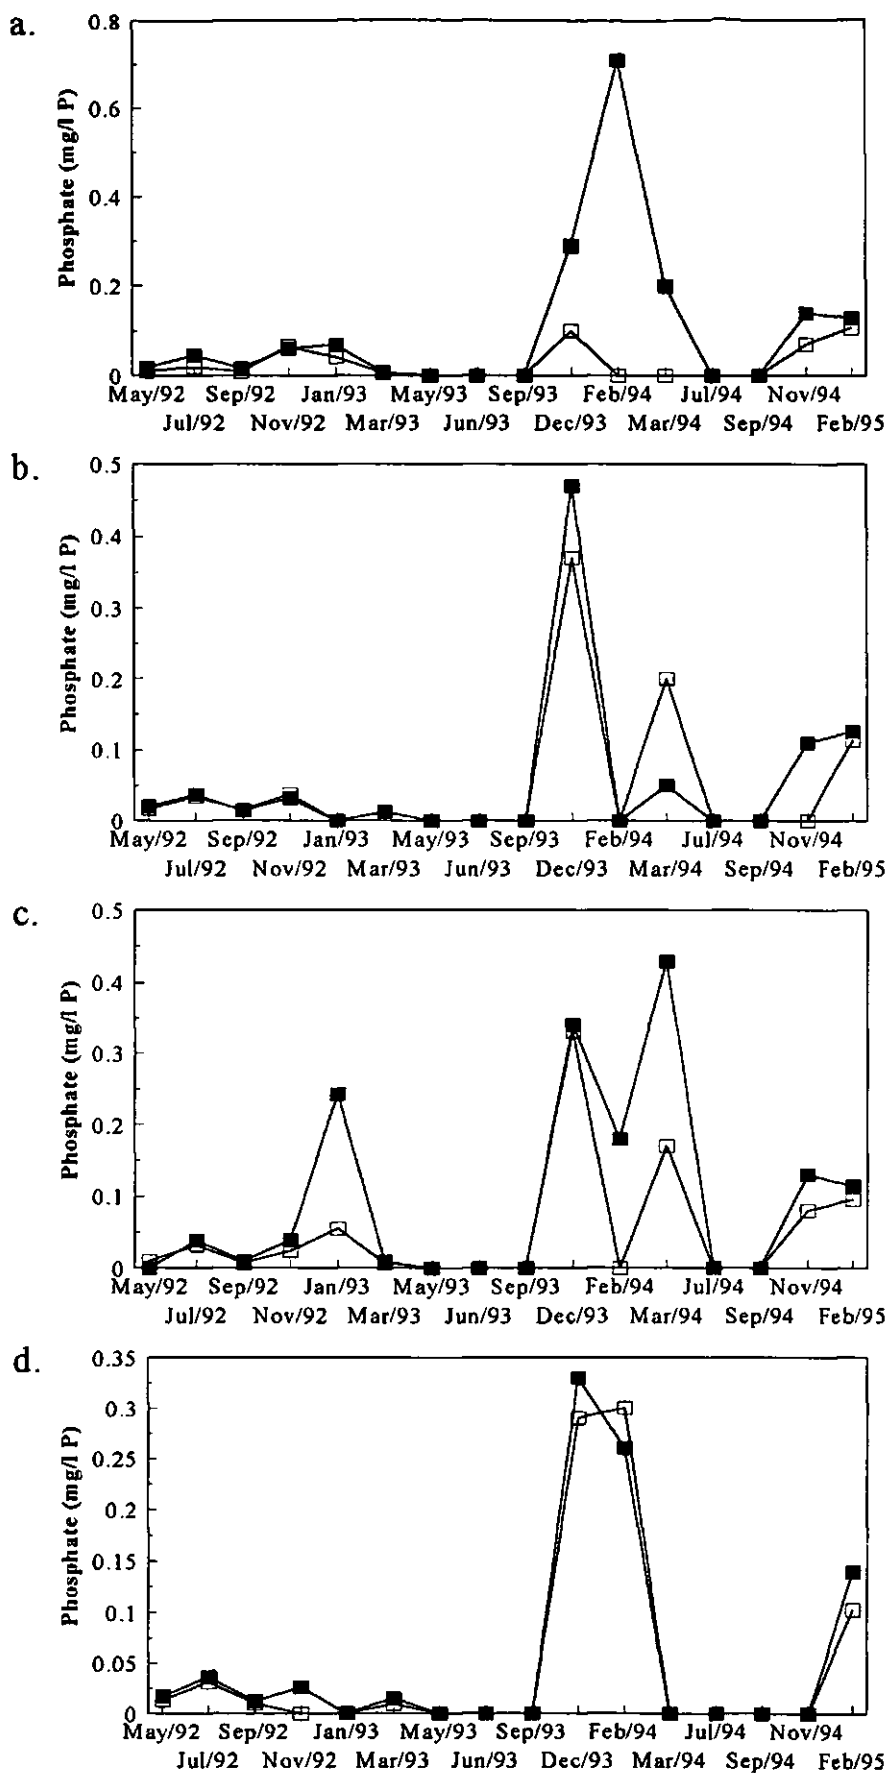 a.
Phosphate (mg/l P)
0.8
0.6
0.4
0.2
0
May/92 Sep/92 Jan/93 May/93 Sep/93 Feb/94 Jul/94 Nov/94
Jul/92 Nov/92 Mar/93 Jun/93 Dec/93 Mar/94 Sep/94 Feb/95
b.
Phosphate (mg/l P)
0.5
0.4
0.3
0.2
0.1
0
May/92 Sep/92 Jan/93 May/93 Sep/93 Feb/94 Jul/94 Nov/94
Jul/92 Nov/92 Mar/93 Jun/93 Dec/93 Mar/94 Sep/94 Feb/95
c.
Phosphate (mg/l P)
0.5
0.4
0.3
0.2
0.1
0
May/92 Sep/92 Jan/93 May/93 Sep/93 Feb/94 Jul/94 Nov/94
Jul/92 Nov/92 Mar/93 Jun/93 Dec/93 Mar/94 Sep/94 Feb/95
d.
Phosphate (mg/l P)
0.35
0.3
0.25
0.2
0.15
0.1
0.05
0
May/92 Sep/92 Jan/93 May/93 Sep/93 Feb/94 Jul/94 Nov/94
Jul/92 Nov/92 Mar/93 Jun/93 Dec/93 Mar/94 Sep/94 Feb/95